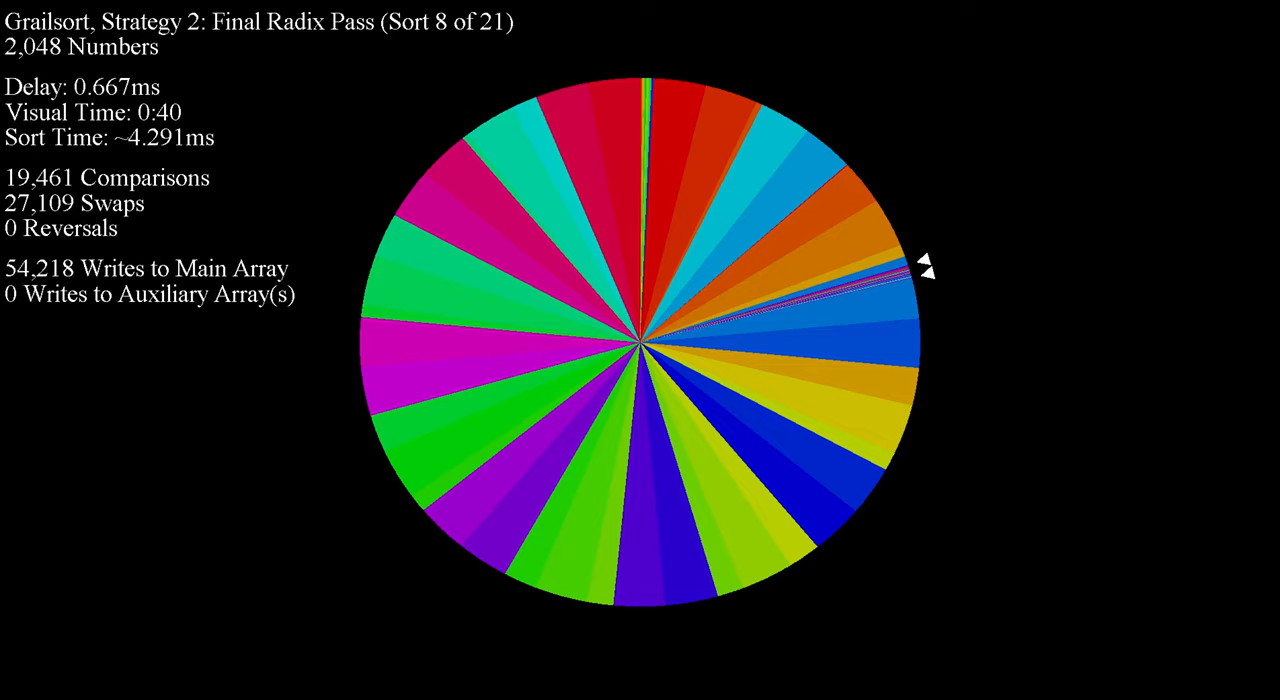 Grailsort, Strategy 2: Final Radix Pass (Sort 8 of 21)
2,048 Numbers
Delay: 0.667ms
Visual Time: 0:40
Sort Time: ~4.291ms
19,461 Comparisons
27,109 Swaps
0 Reversals
54,218 Writes to Main Array
0 Writes to Auxiliary Array(s)